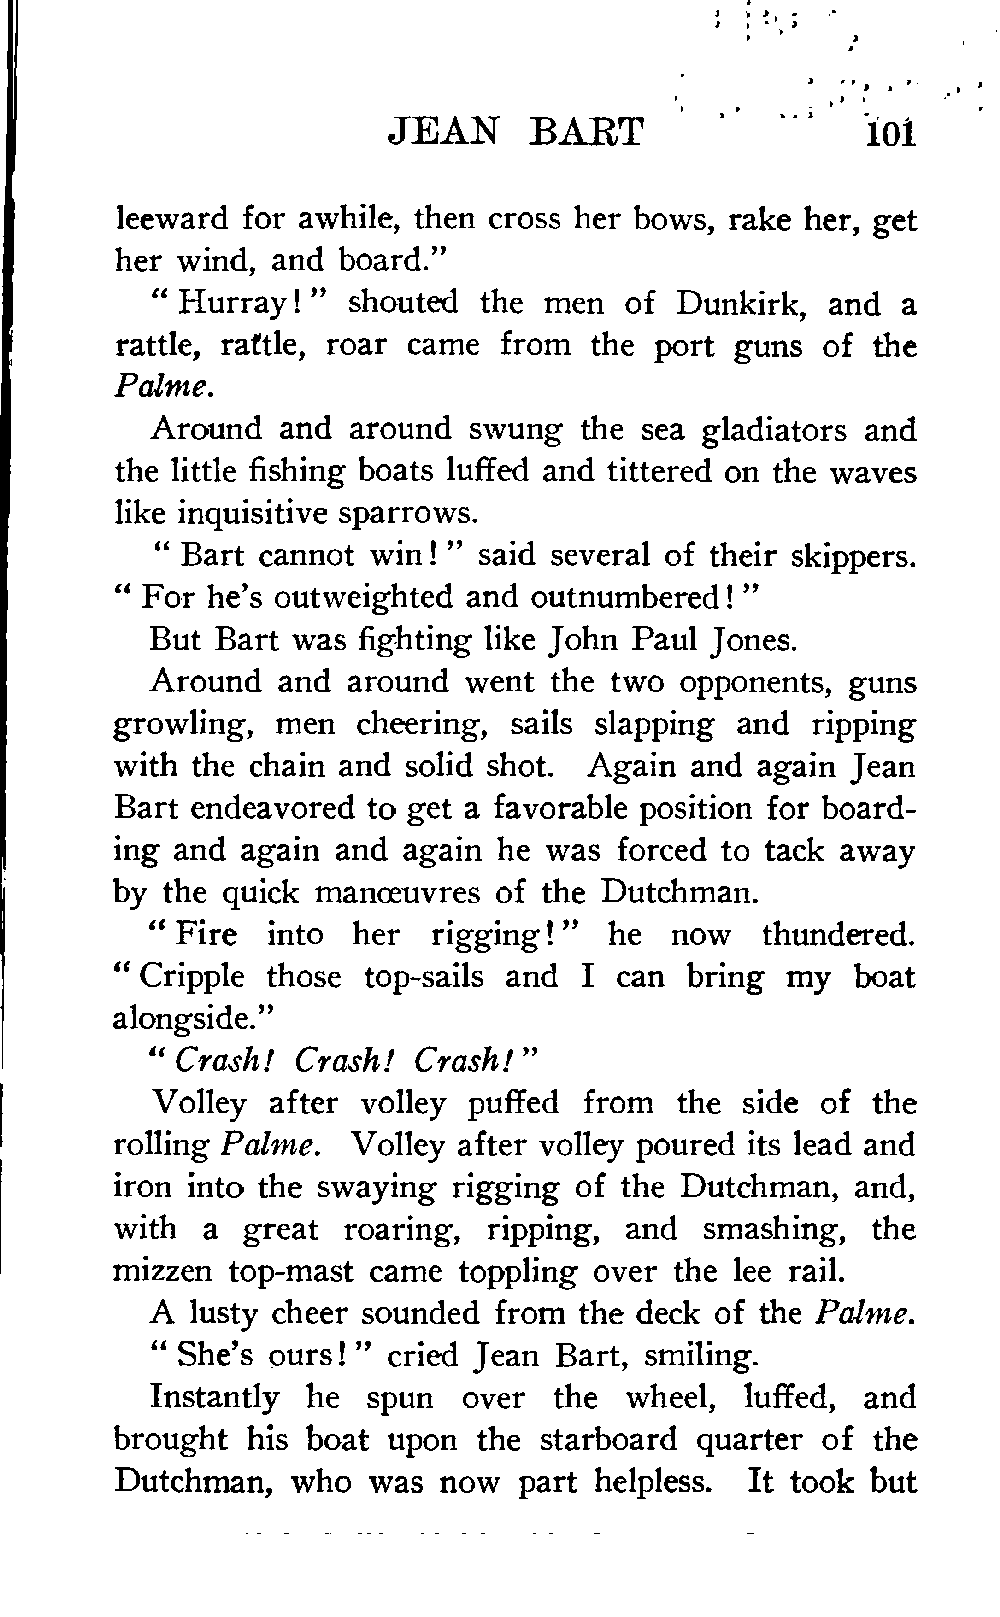 JEAN BART 101
leeward for awhile, then cross her bows, rake her, get
her wind, and board.”
“ Hurray! ” shouted the men of Dunkirk, and a
rattle, rattle, roar came from the port guns of the
Palme.
Around and around swung the sea gladiators and
the little fishing boats luffed and tittered on the waves
like inquisitive sparrows.
“ Bart cannot win! ” said several of their skippers.
“ For he’s outweighted and outnumbered! ”
But Bart was fighting like John Paul Jones.
Around and around went the two opponents, guns
growling, men cheering, sails slapping and ripping
with the chain and solid shot. Again and again Jean
Bart endeavored to get a favorable position for board-
ing and again and again he was forced to tack away
by the quick manœuvres of the Dutchman.
“ Fire into her rigging! ” he now thundered.
“ Cripple those top-sails and I can bring my boat
alongside.”
“ Crash! Crash! Crash! ”
Volley after volley puffed from the side of the
rolling Palme. Volley after volley poured its lead and
iron into the swaying rigging of the Dutchman, and,
with a great roaring, ripping, and smashing, the
mizzen top-mast came toppling over the lee rail.
A lusty cheer sounded from the deck of the Palme.
“ She’s ours! ” cried Jean Bart, smiling.
Instantly he spun over the wheel, luffed, and
brought his boat upon the starboard quarter of the
Dutchman, who was now part helpless. It took but